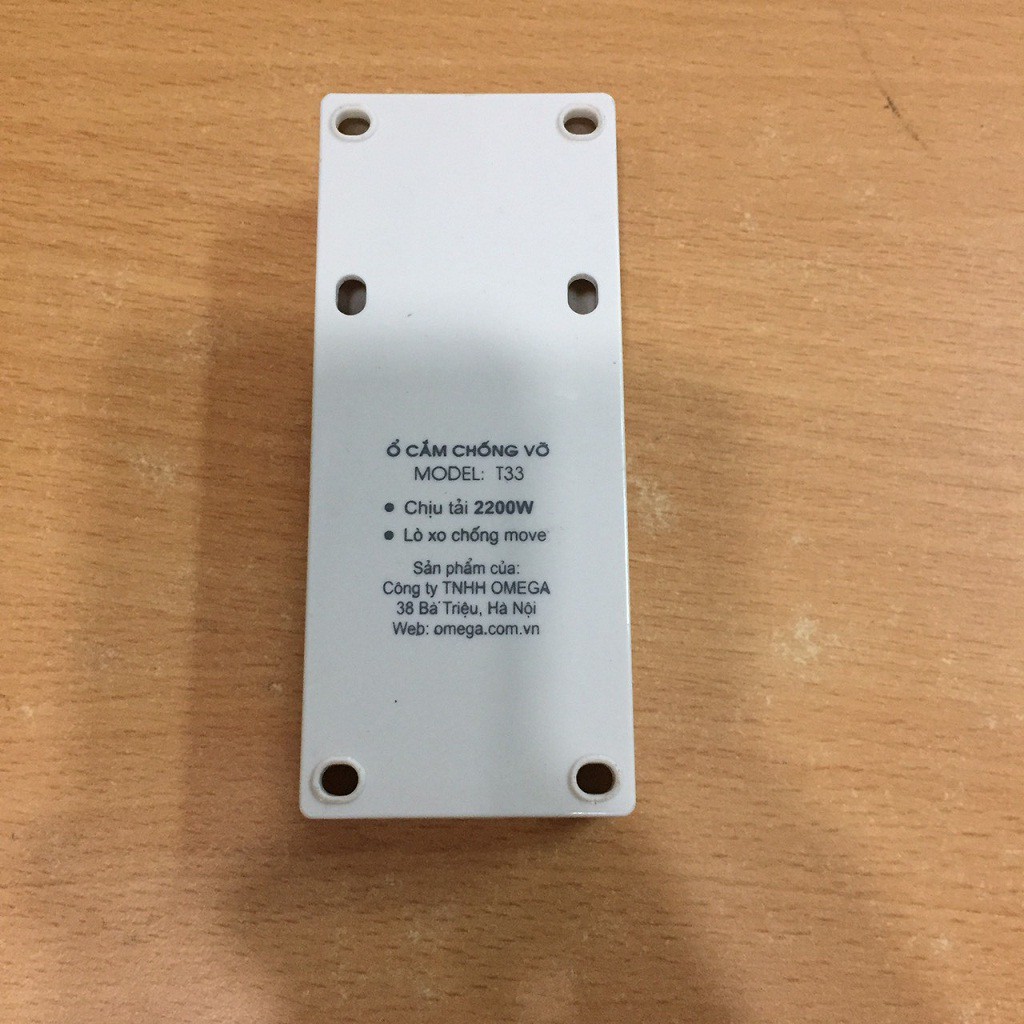 Ổ CẮM CHỐNG VỠ
MODEL: T33
● Chịu tải 2200W
● Lò xo chống move
Sản phẩm của:
Công ty TNHH OMEGA
38 Bà Triệu, Hà Nội
Web: omega.com.vn